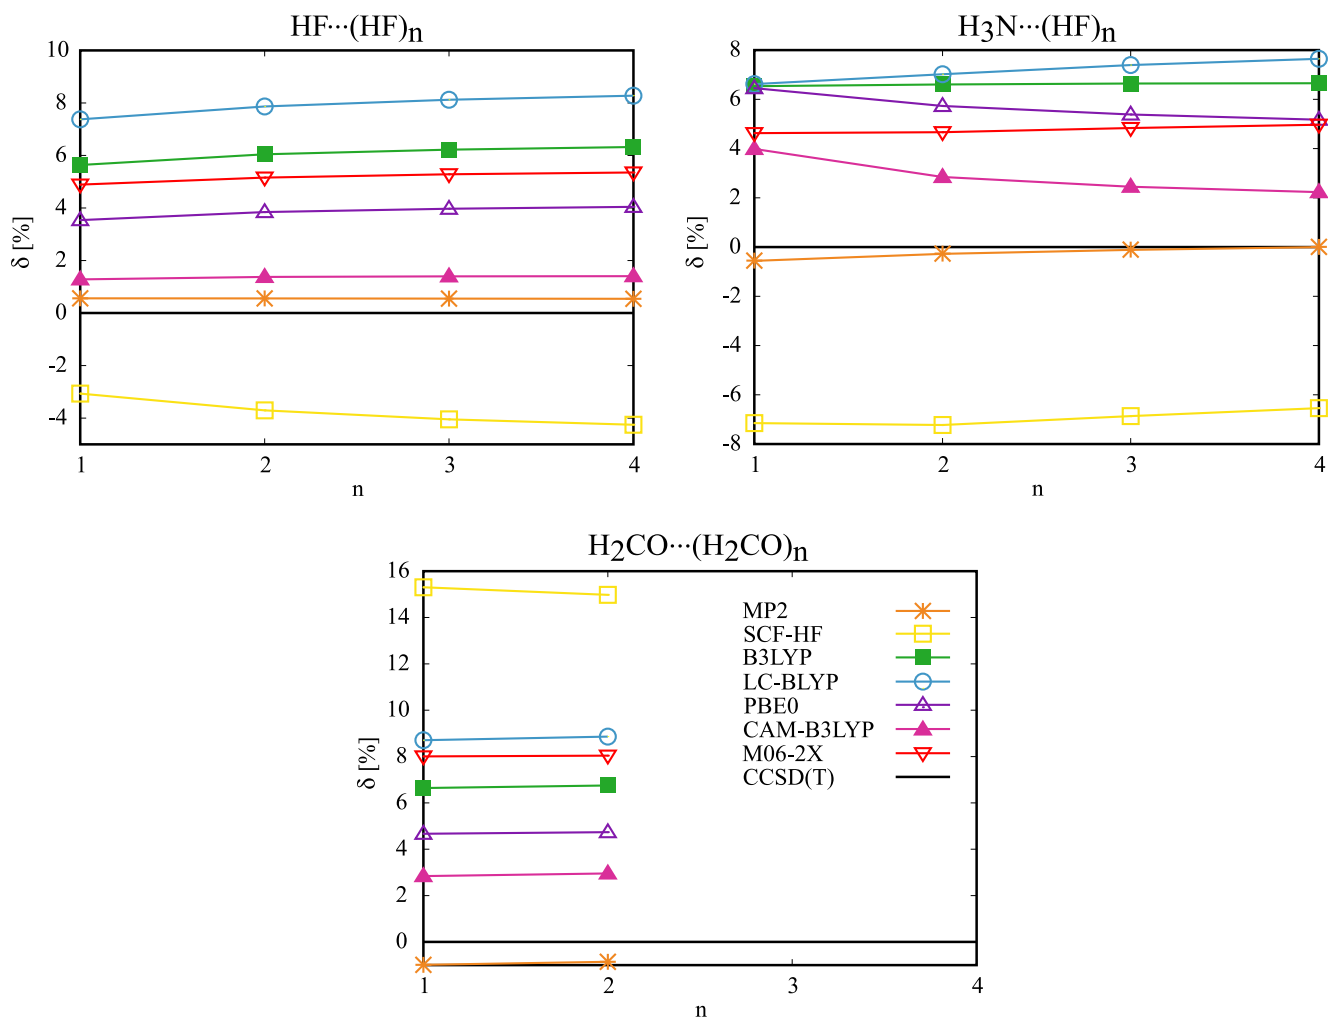 HF···(HF)n
10
8
6
4
2
0
-2
-4
δ [%]
1 2 3 4
n
H3N···(HF)n
8
6
4
2
0
-2
-4
-6
-8
δ [%]
1 2 3 4
n
H2CO···(H2CO)n
16
14
12
10
8
6
4
2
0
δ [%]
1 2 3 4
n
MP2
SCF-HF
B3LYP
LC-BLYP
PBE0
CAM-B3LYP
M06-2X
CCSD(T)